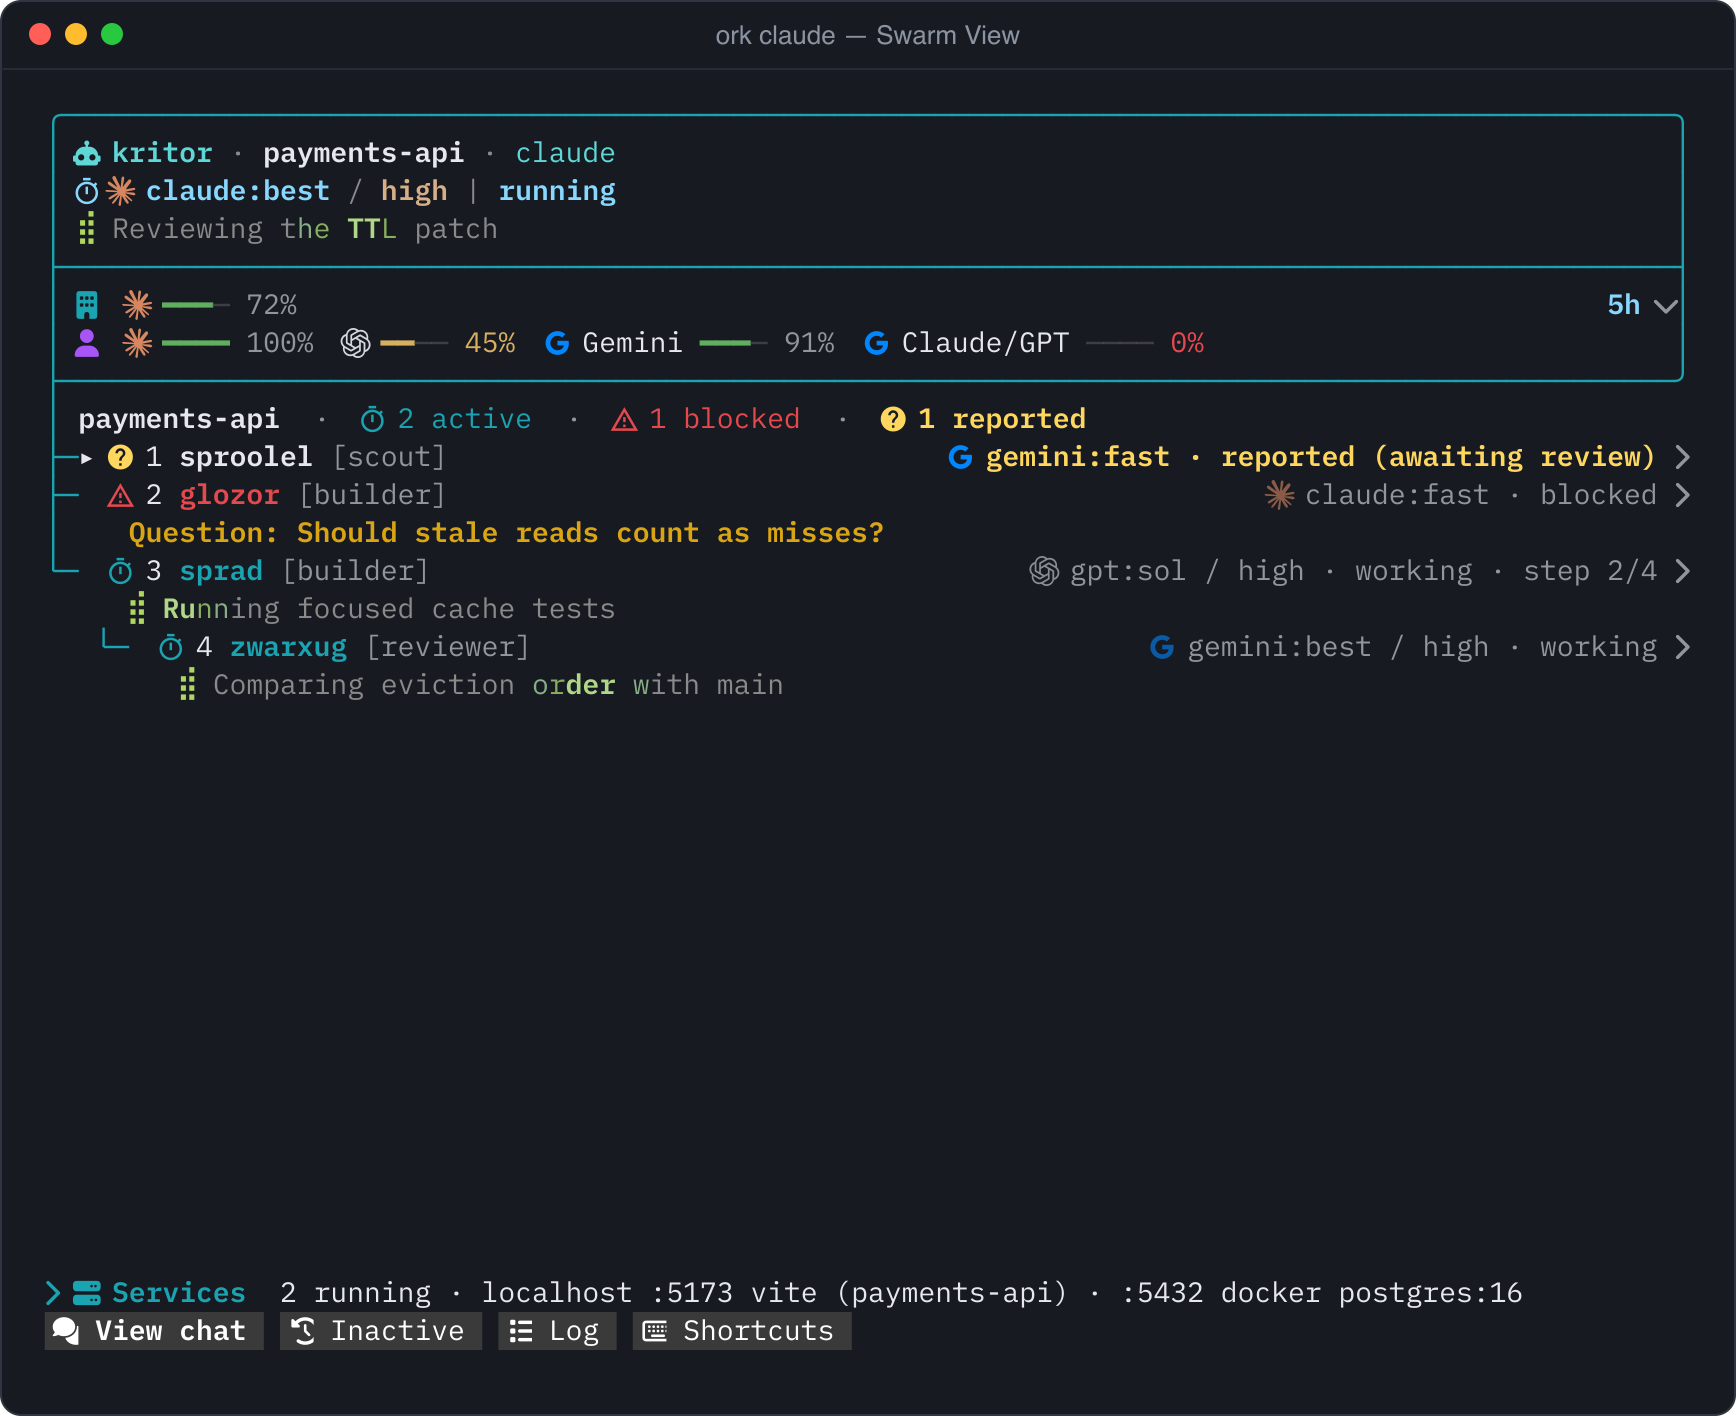 ork claude — Swarm View
kritor · payments-api · claude
claude:best / high | running
Reviewing the TTL patch
72% 5h
100% 45% Gemini 91% Claude/GPT 0%
payments-api · 2 active · 1 blocked · 1 reported
1 sproolel [scout] gemini:fast · reported (awaiting review)
2 glozor [builder] claude:fast · blocked
Question: Should stale reads count as misses?
3 sprad [builder] gpt:sol / high · working · step 2/4
Running focused cache tests
4 zwarxug [reviewer] gemini:best / high · working
Comparing eviction order with main
Services 2 running · localhost :5173 vite (payments-api) · :5432 docker postgres:16
View chat Inactive Log Shortcuts